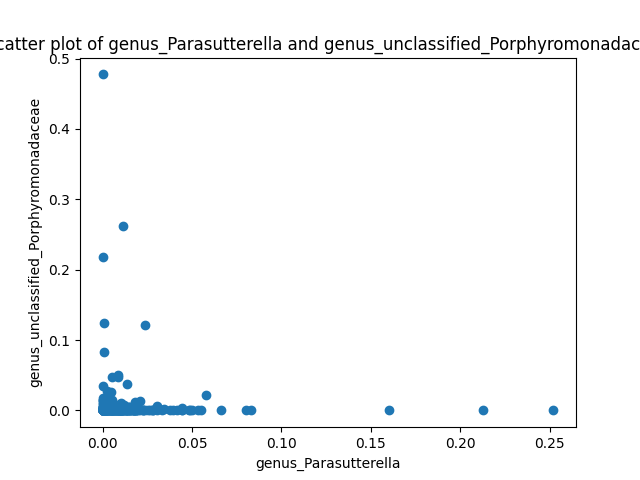 catter plot of genus_Parasutterella and genus_unclassified_Porphyromonadac
0.5
0.4
0.3
0.2
0.1
0.0
genus_unclassified_Porphyromonadaceae
0.00 0.05 0.10 0.15 0.20 0.25
genus_Parasutterella